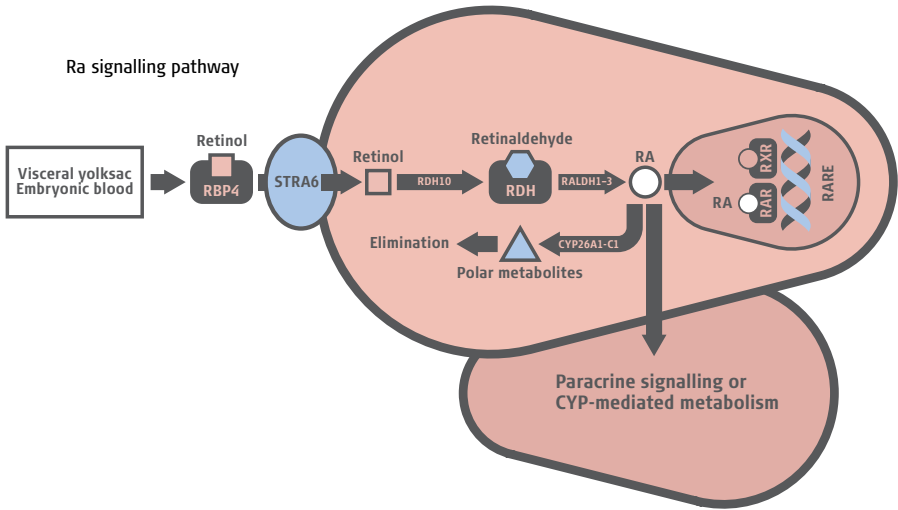 Ra signalling pathway
Visceral yolksac
Embryonic blood
Retinol
RBP4
STRA6
Retinol
RDH10
Retinaldehyde
RDH
RALDH1–3
RA
RXR
RA
RAR
RARE
Elimination
CYP26A1-C1
Polar metabolites
Paracrine signalling or
CYP-mediated metabolism